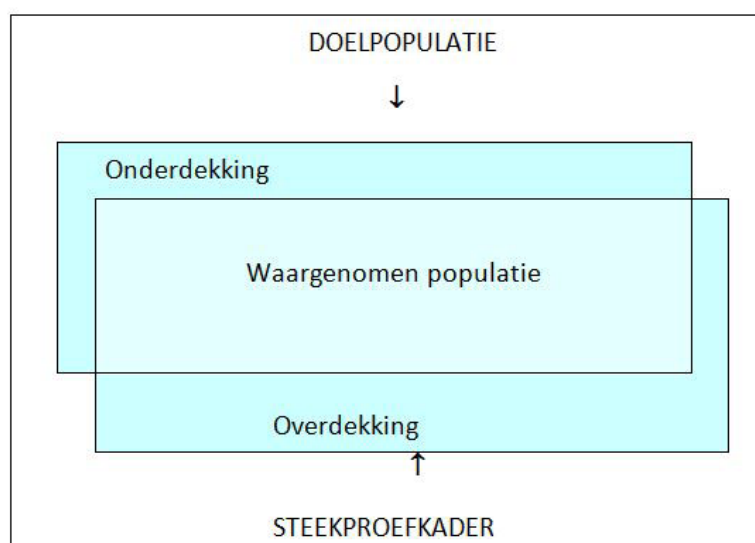 DOELPOPULATIE
↓
Onderdekking
Waargenomen populatie
Overdekking
↑
STEEKPROEFKADER